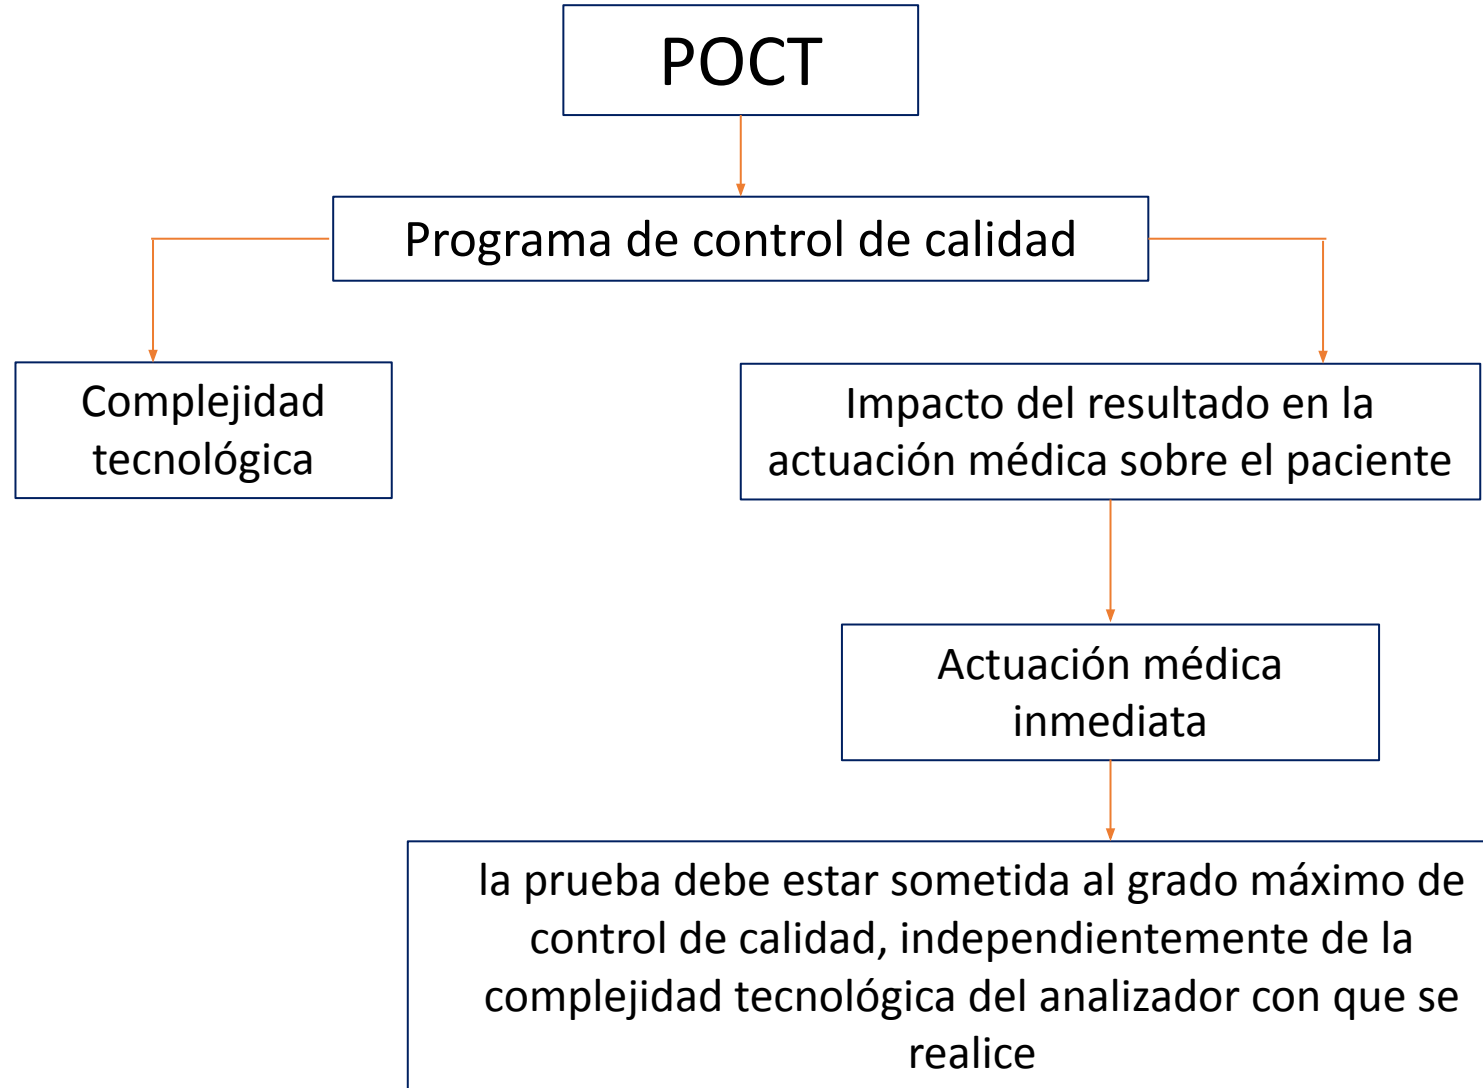 POCT
Programa de control de calidad
Complejidad
tecnológica
Impacto del resultado en la
actuación médica sobre el paciente
Actuación médica
inmediata
la prueba debe estar sometida al grado máximo de
control de calidad, independientemente de la
complejidad tecnológica del analizador con que se
realice